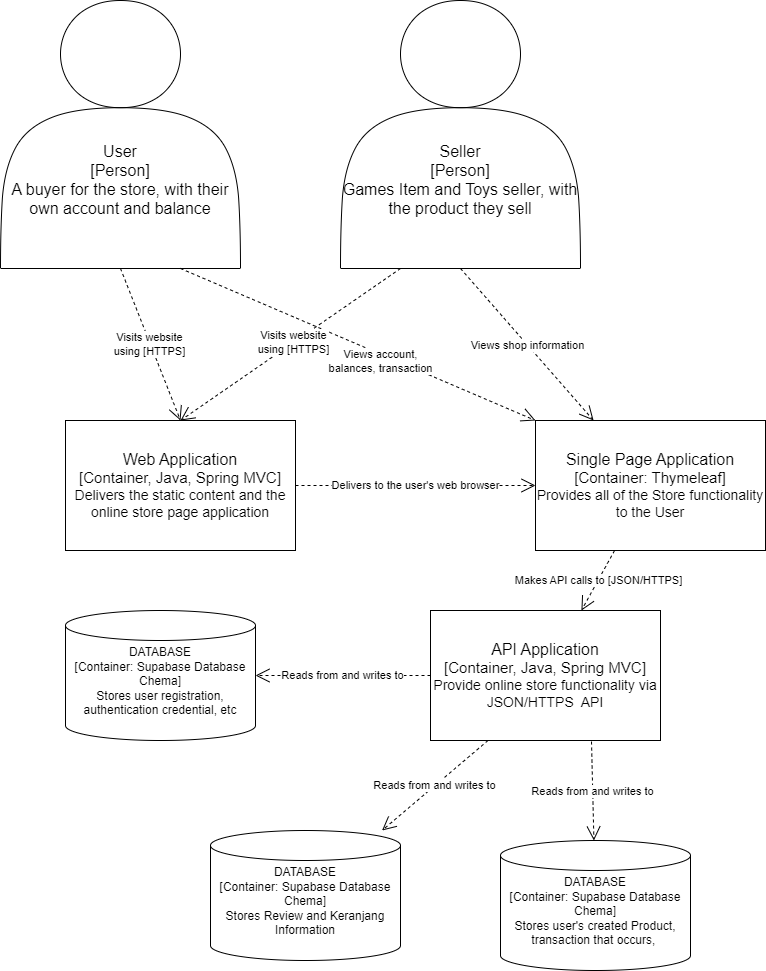 User
[Person]
A buyer for the store, with their
own account and balance
Seller
[Person]
Games Item and Toys seller, with
the product they sell
Visits website
using [HTTPS]
Visits website
using [HTTPS]
Views account,
balances, transaction
Views shop information
Web Application
[Container, Java, Spring MVC]
Delivers the static content and the
online store page application
Delivers to the user's web browser
Single Page Application
[Container: Thymeleaf]
Provides all of the Store functionality
to the User
Makes API calls to [JSON/HTTPS]
DATABASE
[Container: Supabase Database
Chema]
Stores user registration,
authentication credential, etc
Reads from and writes to
API Application
[Container, Java, Spring MVC]
Provide online store functionality via
JSON/HTTPS API
Reads from and writes to
Reads from and writes to
DATABASE
[Container: Supabase Database
Chema]
Stores Review and Keranjang
Information
DATABASE
[Container: Supabase Database
Chema]
Stores user's created Product,
transaction that occurs,